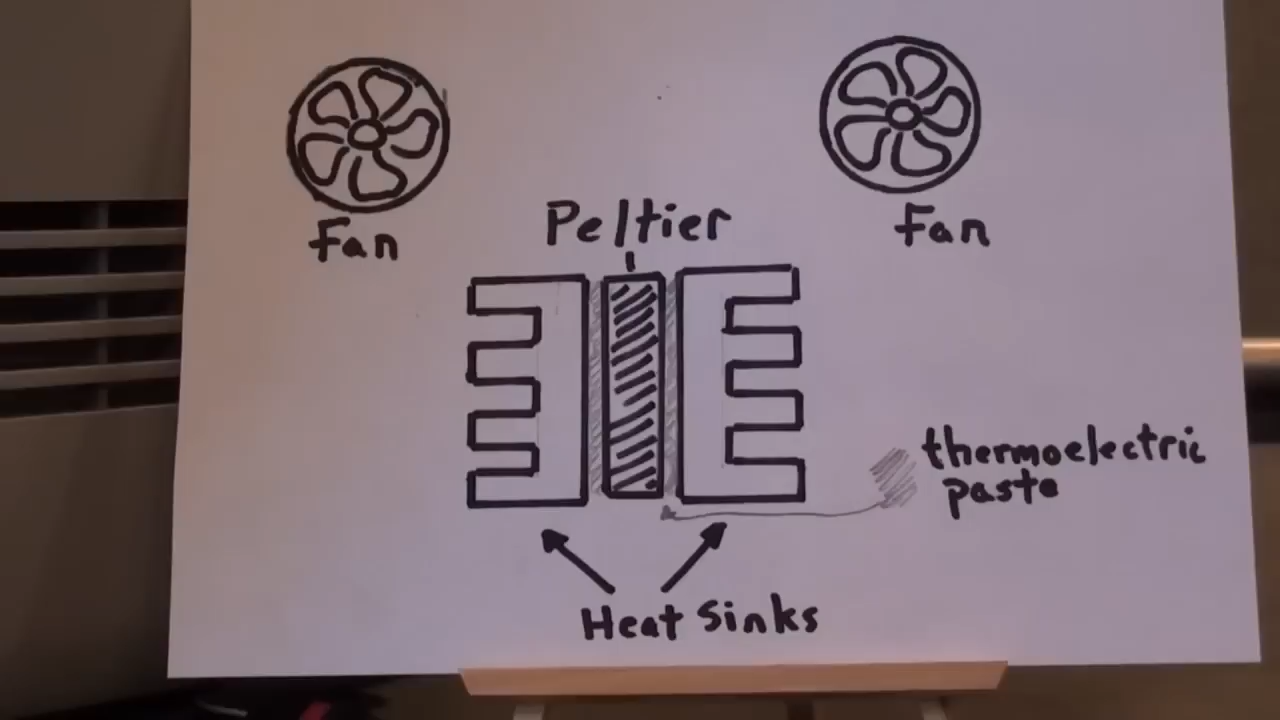 Fan
Fan
Peltier
thermoelectric
paste
Heat Sinks